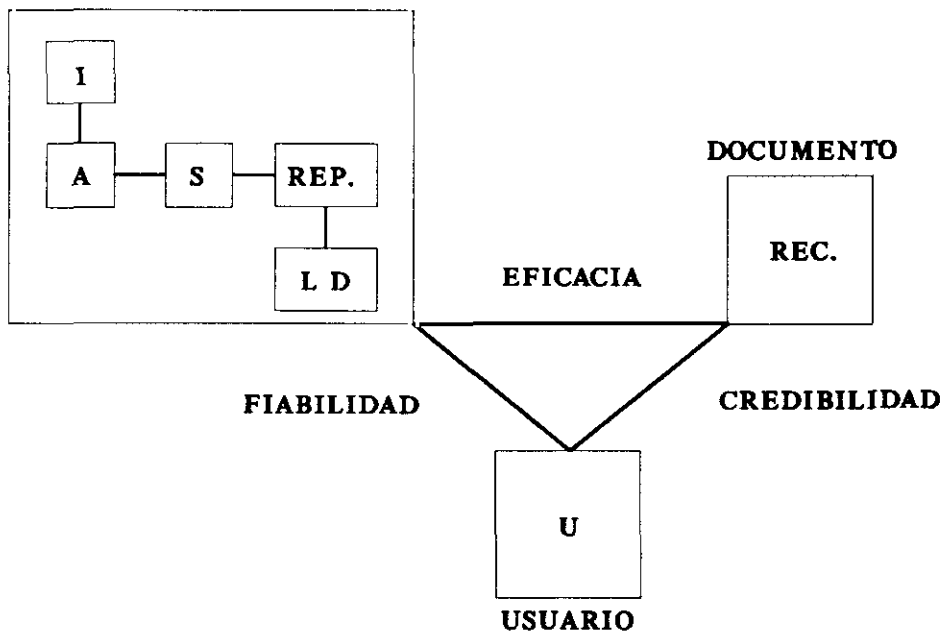 I
A
S
REP.
L D
DOCUMENTO
REC.
EFICACIA
FIABILIDAD
CREDIBILIDAD
U
USUARIO